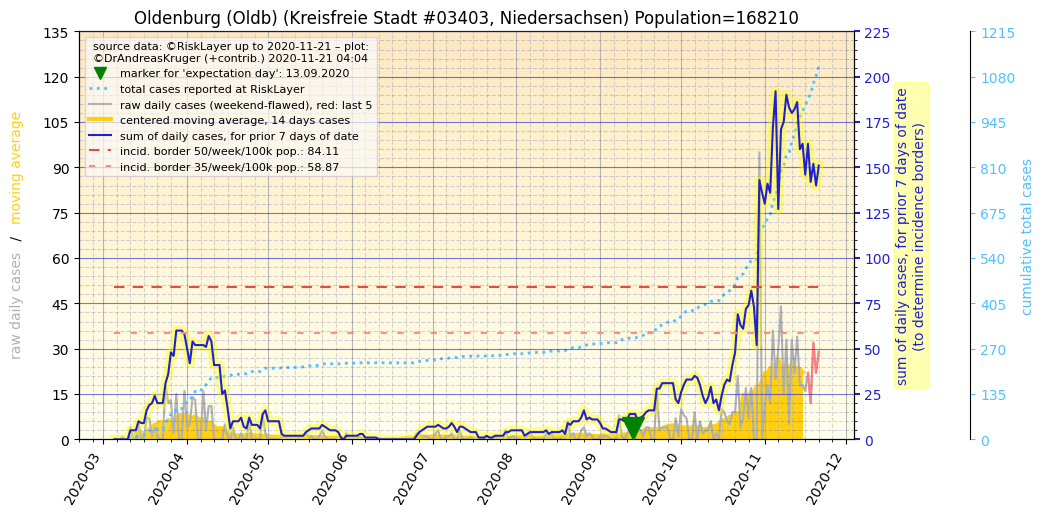 Oldenburg (Oldb) (Kreisfreie Stadt #03403, Niedersachsen) Population=168210
source data: ©RiskLayer up to 2020-11-21 – plot:
©DrAndreasKruger (+contrib.) 2020-11-21 04:04
marker for 'expectation day': 13.09.2020
total cases reported at RiskLayer
raw daily cases (weekend-flawed), red: last 5
centered moving average, 14 days cases
sum of daily cases, for prior 7 days of date
incid. border 50/week/100k pop.: 84.11
incid. border 35/week/100k pop.: 58.87
raw daily cases / moving average
135
120
105
90
75
60
45
30
15
0
2020-03
2020-04
2020-05
2020-06
2020-07
2020-08
2020-09
2020-10
2020-11
2020-12
225
200
175
150
125
100
75
50
25
0
sum of daily cases, for prior 7 days of date
(to determine incidence borders)
1215
1080
945
810
675
540
405
270
135
0
cumulative total cases